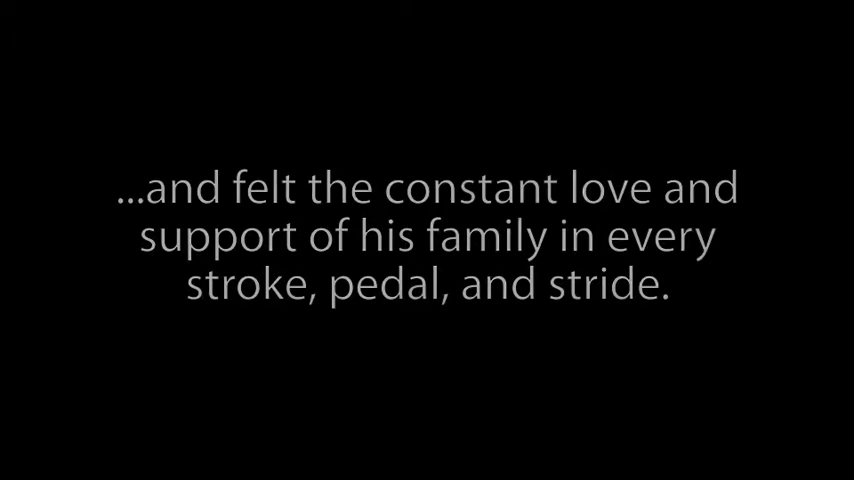 ...and felt the constant love and
support of his family in every
stroke, pedal, and stride.